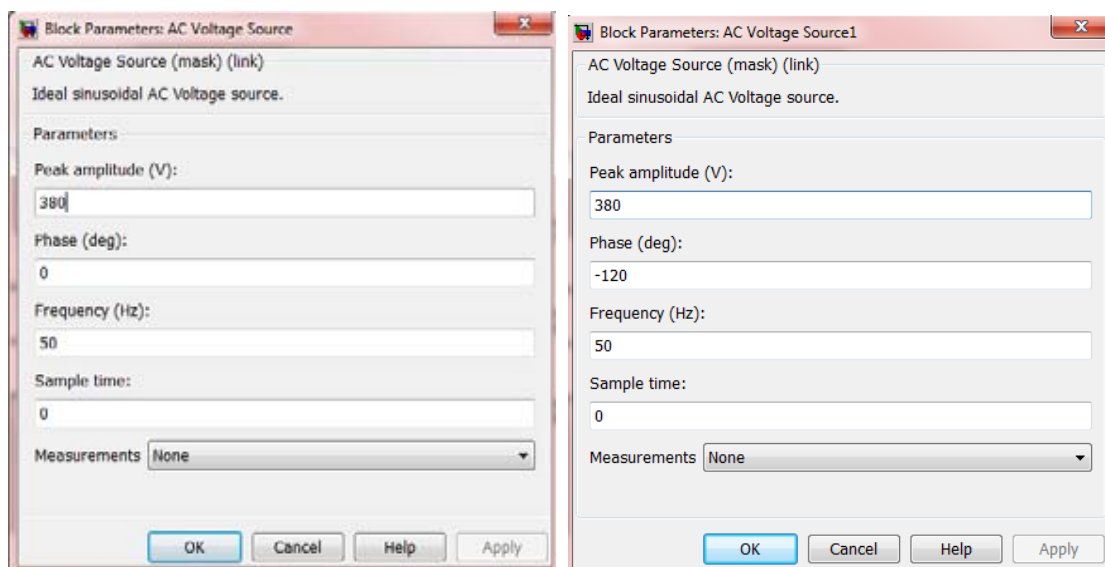 Block Parameters: AC Voltage Source
AC Voltage Source (mask) (link)
Ideal sinusoidal AC Voltage source.
Parameters
Peak amplitude (V):
380
Phase (deg):
0
Frequency (Hz):
50
Sample time:
0
Measurements None
OK Cancel Help Apply
Block Parameters: AC Voltage Source1
AC Voltage Source (mask) (link)
Ideal sinusoidal AC Voltage source.
Parameters
Peak amplitude (V):
380
Phase (deg):
-120
Frequency (Hz):
50
Sample time:
0
Measurements None
OK Cancel Help Apply